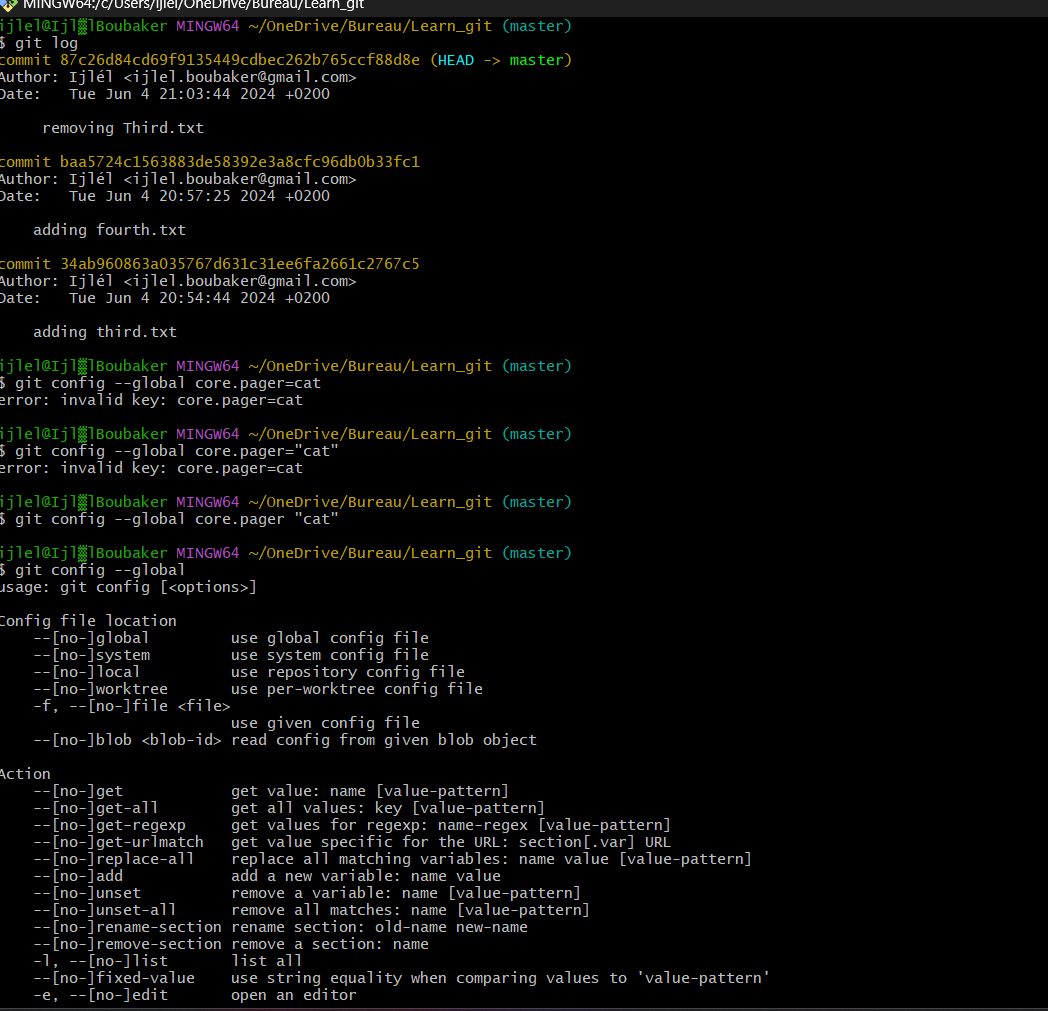 MINGW64:/c/Users/ijlel/OneDrive/Bureau/Learn_git
ijlel@Ijl▒lBoubaker MINGW64 ~/OneDrive/Bureau/Learn_git (master)
$ git log
commit 87c26d84cd69f9135449cdbec262b765ccf88d8e (HEAD -> master)
Author: Ijlél <ijlel.boubaker@gmail.com>
Date:   Tue Jun 4 21:03:44 2024 +0200
     removing Third.txt
commit baa5724c1563883de58392e3a8cfc96db0b33fc1
Author: Ijlél <ijlel.boubaker@gmail.com>
Date:   Tue Jun 4 20:57:25 2024 +0200
    adding fourth.txt
commit 34ab960863a035767d631c31ee6fa2661c2767c5
Author: Ijlél <ijlel.boubaker@gmail.com>
Date:   Tue Jun 4 20:54:44 2024 +0200
    adding third.txt
ijlel@Ijl▒lBoubaker MINGW64 ~/OneDrive/Bureau/Learn_git (master)
$ git config --global core.pager=cat
error: invalid key: core.pager=cat
ijlel@Ijl▒lBoubaker MINGW64 ~/OneDrive/Bureau/Learn_git (master)
$ git config --global core.pager="cat"
error: invalid key: core.pager=cat
ijlel@Ijl▒lBoubaker MINGW64 ~/OneDrive/Bureau/Learn_git (master)
$ git config --global core.pager "cat"
ijlel@Ijl▒lBoubaker MINGW64 ~/OneDrive/Bureau/Learn_git (master)
$ git config --global
usage: git config [<options>]
Config file location
    --[no-]global         use global config file
    --[no-]system         use system config file
    --[no-]local          use repository config file
    --[no-]worktree       use per-worktree config file
    -f, --[no-]file <file>
                          use given config file
    --[no-]blob <blob-id> read config from given blob object
Action
    --[no-]get            get value: name [value-pattern]
    --[no-]get-all        get all values: key [value-pattern]
    --[no-]get-regexp     get values for regexp: name-regex [value-pattern]
    --[no-]get-urlmatch   get value specific for the URL: section[.var] URL
    --[no-]replace-all    replace all matching variables: name value [value-pattern]
    --[no-]add            add a new variable: name value
    --[no-]unset          remove a variable: name [value-pattern]
    --[no-]unset-all      remove all matches: name [value-pattern]
    --[no-]rename-section rename section: old-name new-name
    --[no-]remove-section remove a section: name
    -l, --[no-]list       list all
    --[no-]fixed-value    use string equality when comparing values to 'value-pattern'
    -e, --[no-]edit       open an editor